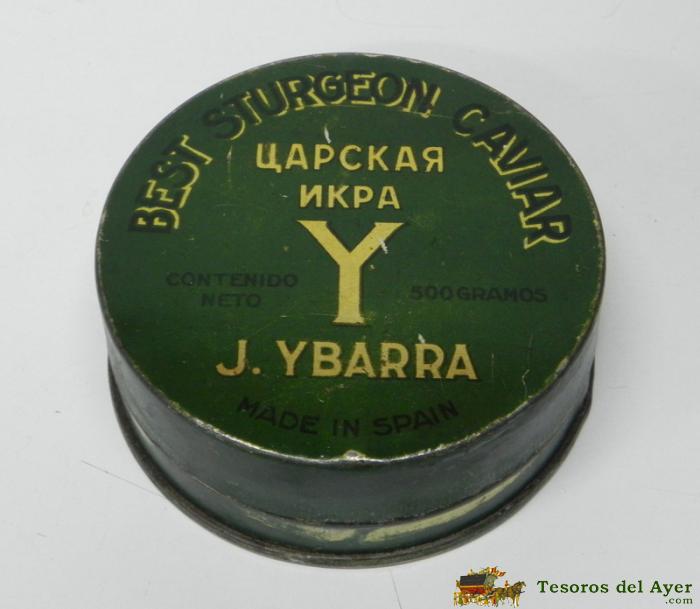 BEST STURGEON CAVIAR
ЦАРСКАЯ
ИКРА
Y
CONTENIDO
NETO
500 GRAMOS
J. YBARRA
MADE IN SPAIN
Tesoros del Ayer
.com